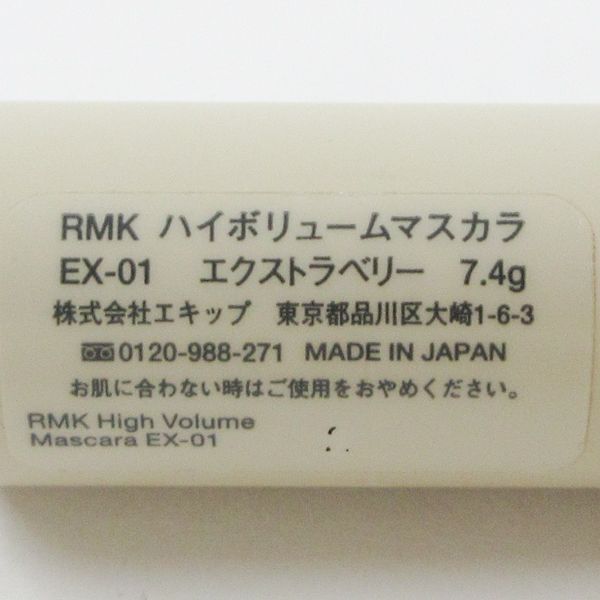 RMK ハイボリュームマスカラ
EX-01 エクストラベリー 7.4g
株式会社エキップ 東京都品川区大崎1-6-3
0120-988-271 MADE IN JAPAN
お肌に合わない時はご使用をおやめください。
RMK High Volume
Mascara EX-01